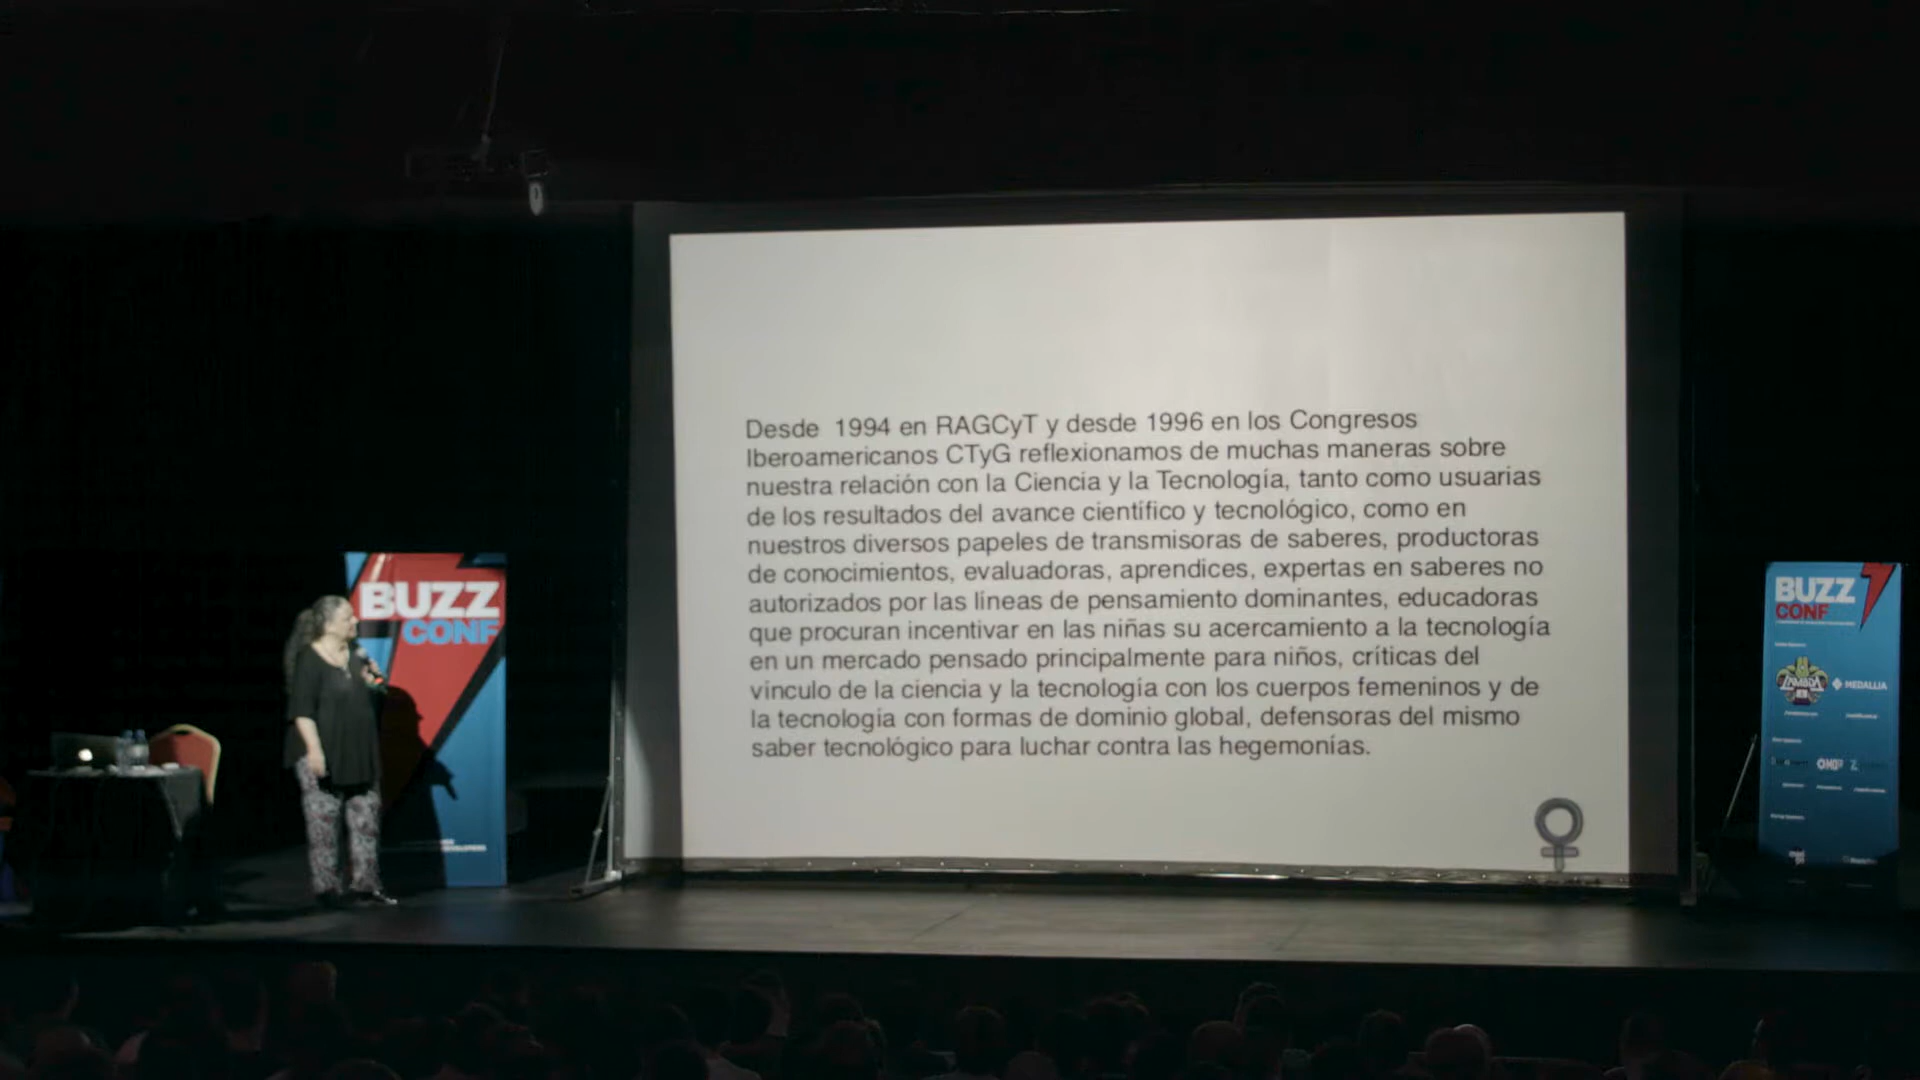 Desde 1994 en RAGCyT y desde 1996 en los Congresos
Iberoamericanos CTyG reflexionamos de muchas maneras sobre
nuestra relación con la Ciencia y la Tecnología, tanto como usuarias
de los resultados del avance científico y tecnológico, como en
nuestros diversos papeles de transmisoras de saberes, productoras
de conocimientos, evaluadoras, aprendices, expertas en saberes no
autorizados por las líneas de pensamiento dominantes, educadoras
que procuran incentivar en las niñas su acercamiento a la tecnología
en un mercado pensado principalmente para niños, críticas del
vínculo de la ciencia y la tecnología con los cuerpos femeninos y de
la tecnología con formas de dominio global, defensoras del mismo
saber tecnológico para luchar contra las hegemonías.
BUZZ
CONF
BUZZ
CONF
LAMBDA
MEDALLIA